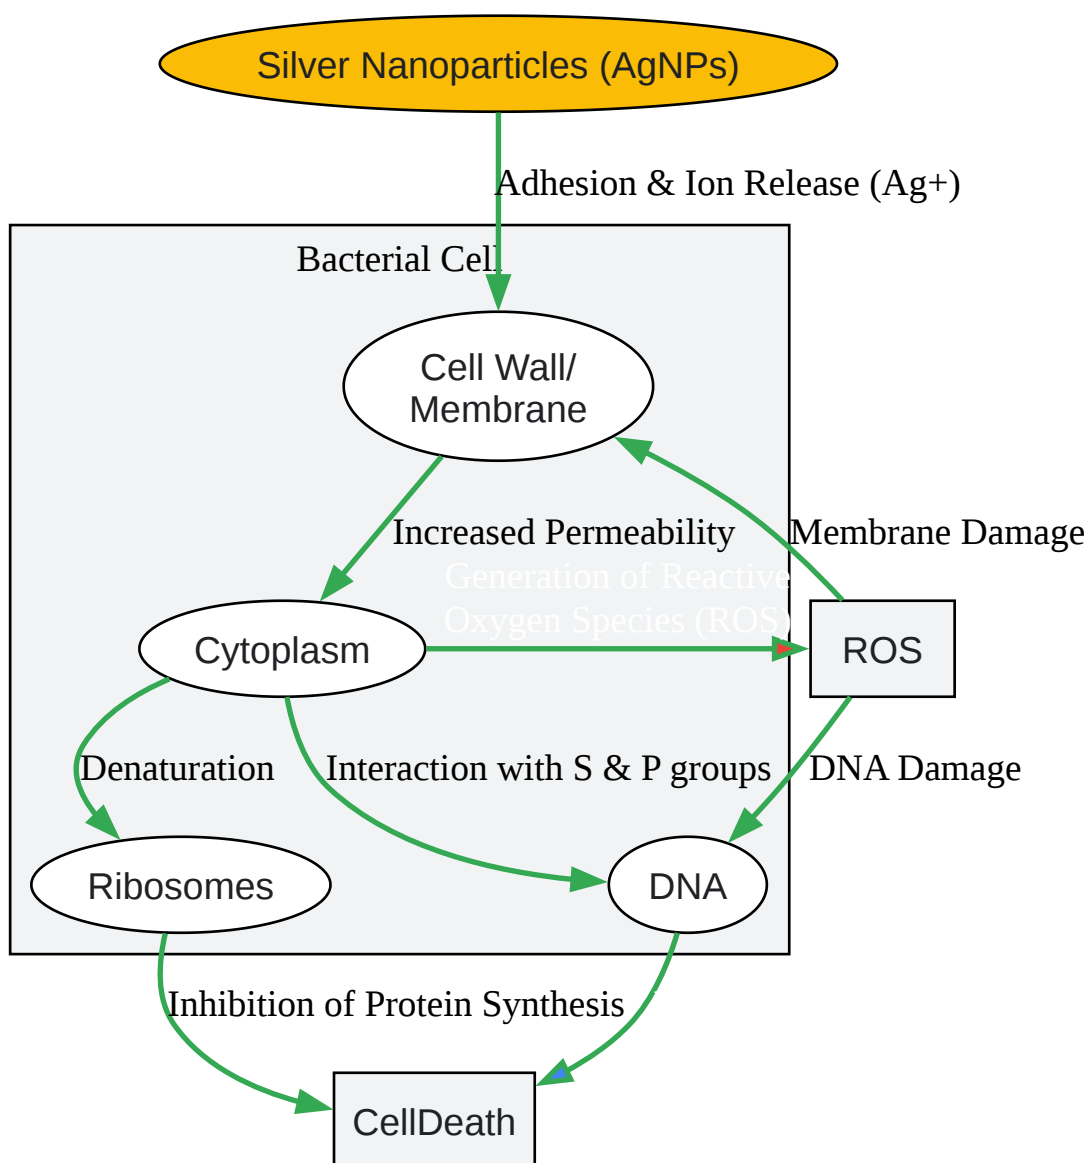 Silver Nanoparticles (AgNPs)
Adhesion & Ion Release (Ag+)
Bacterial Cell
Cell Wall/
Membrane
Increased Permeability
Membrane Damage
Generation of Reactive
Oxygen Species (ROS)
Cytoplasm
ROS
Denaturation
Interaction with S & P groups
DNA Damage
Ribosomes
DNA
Inhibition of Protein Synthesis
CellDeath